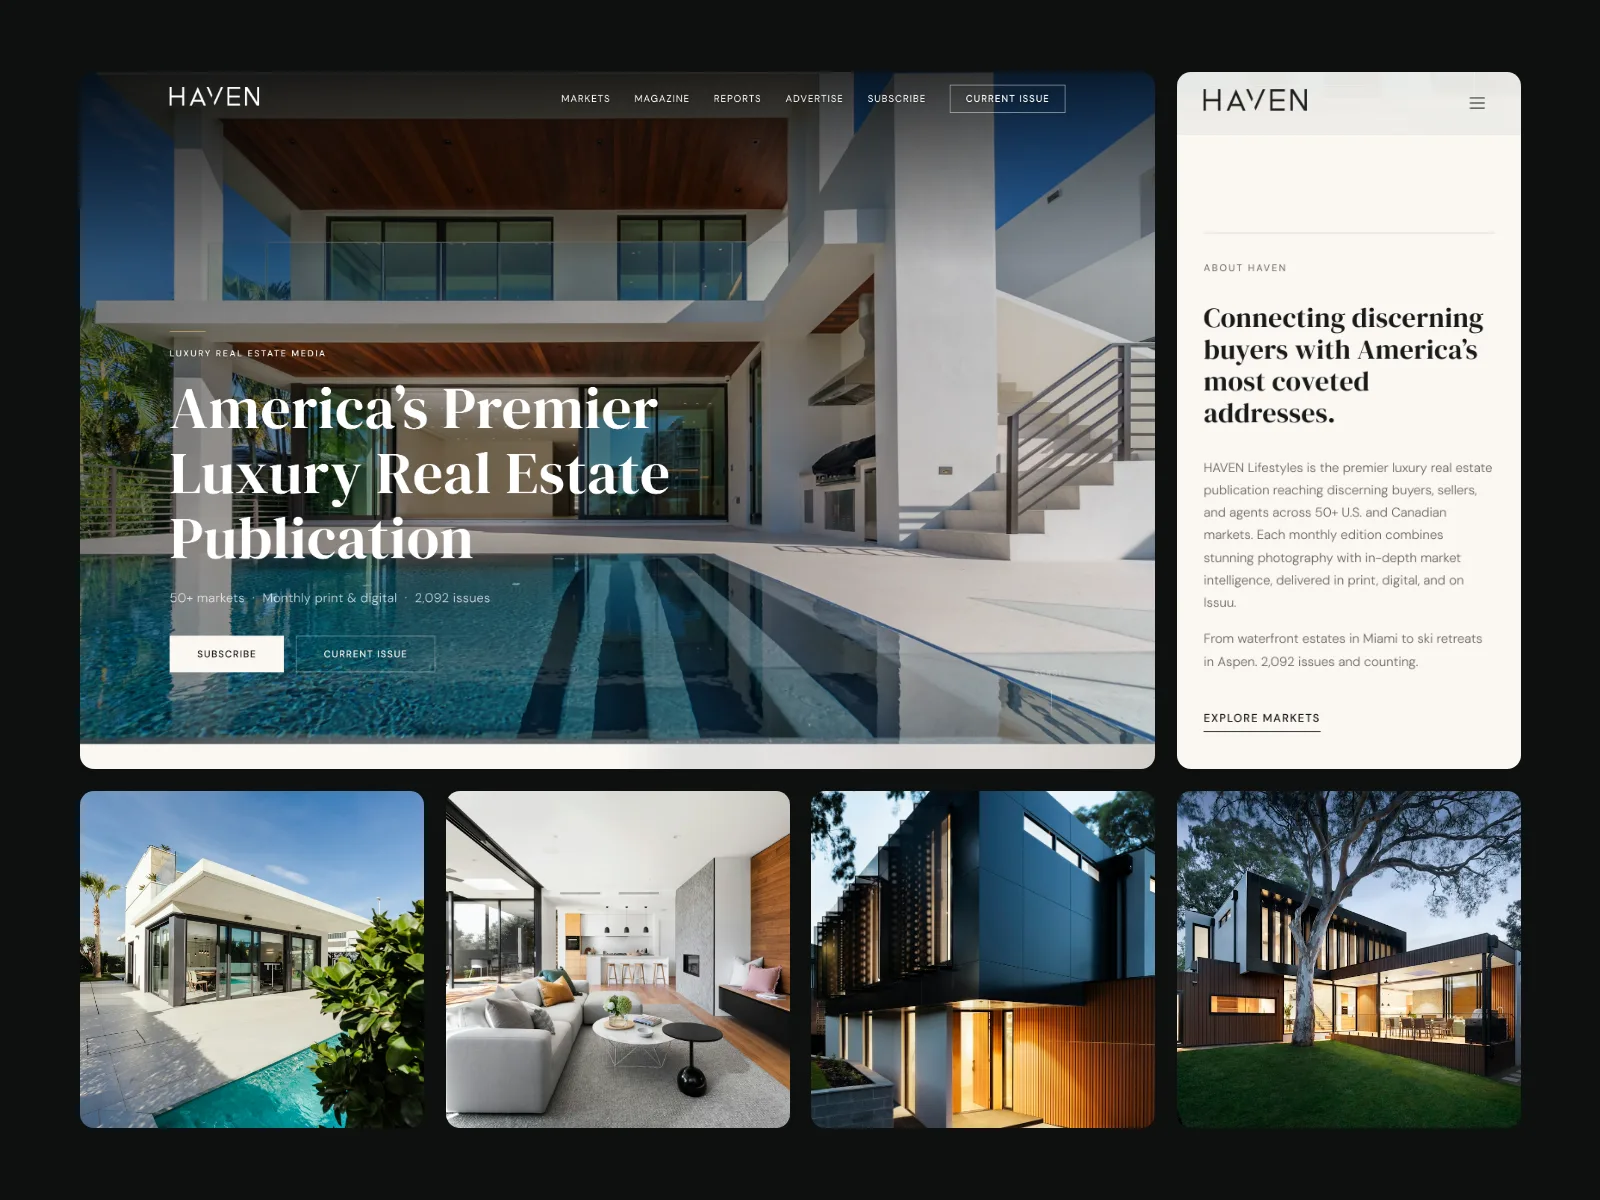 HAVEN
MARKETS MAGAZINE REPORTS ADVERTISE SUBSCRIBE CURRENT ISSUE
LUXURY REAL ESTATE MEDIA
America’s Premier
Luxury Real Estate
Publication
50+ markets · Monthly print & digital · 2,092 issues
SUBSCRIBE CURRENT ISSUE
HAVEN
ABOUT HAVEN
Connecting discerning
buyers with America’s
most coveted
addresses.
HAVEN Lifestyles is the premier luxury real estate
publication reaching discerning buyers, sellers,
and agents across 50+ U.S. and Canadian
markets. Each monthly edition combines
stunning photography with in-depth market
intelligence, delivered in print, digital, and on
Issuu.
From waterfront estates in Miami to ski retreats
in Aspen. 2,092 issues and counting.
EXPLORE MARKETS